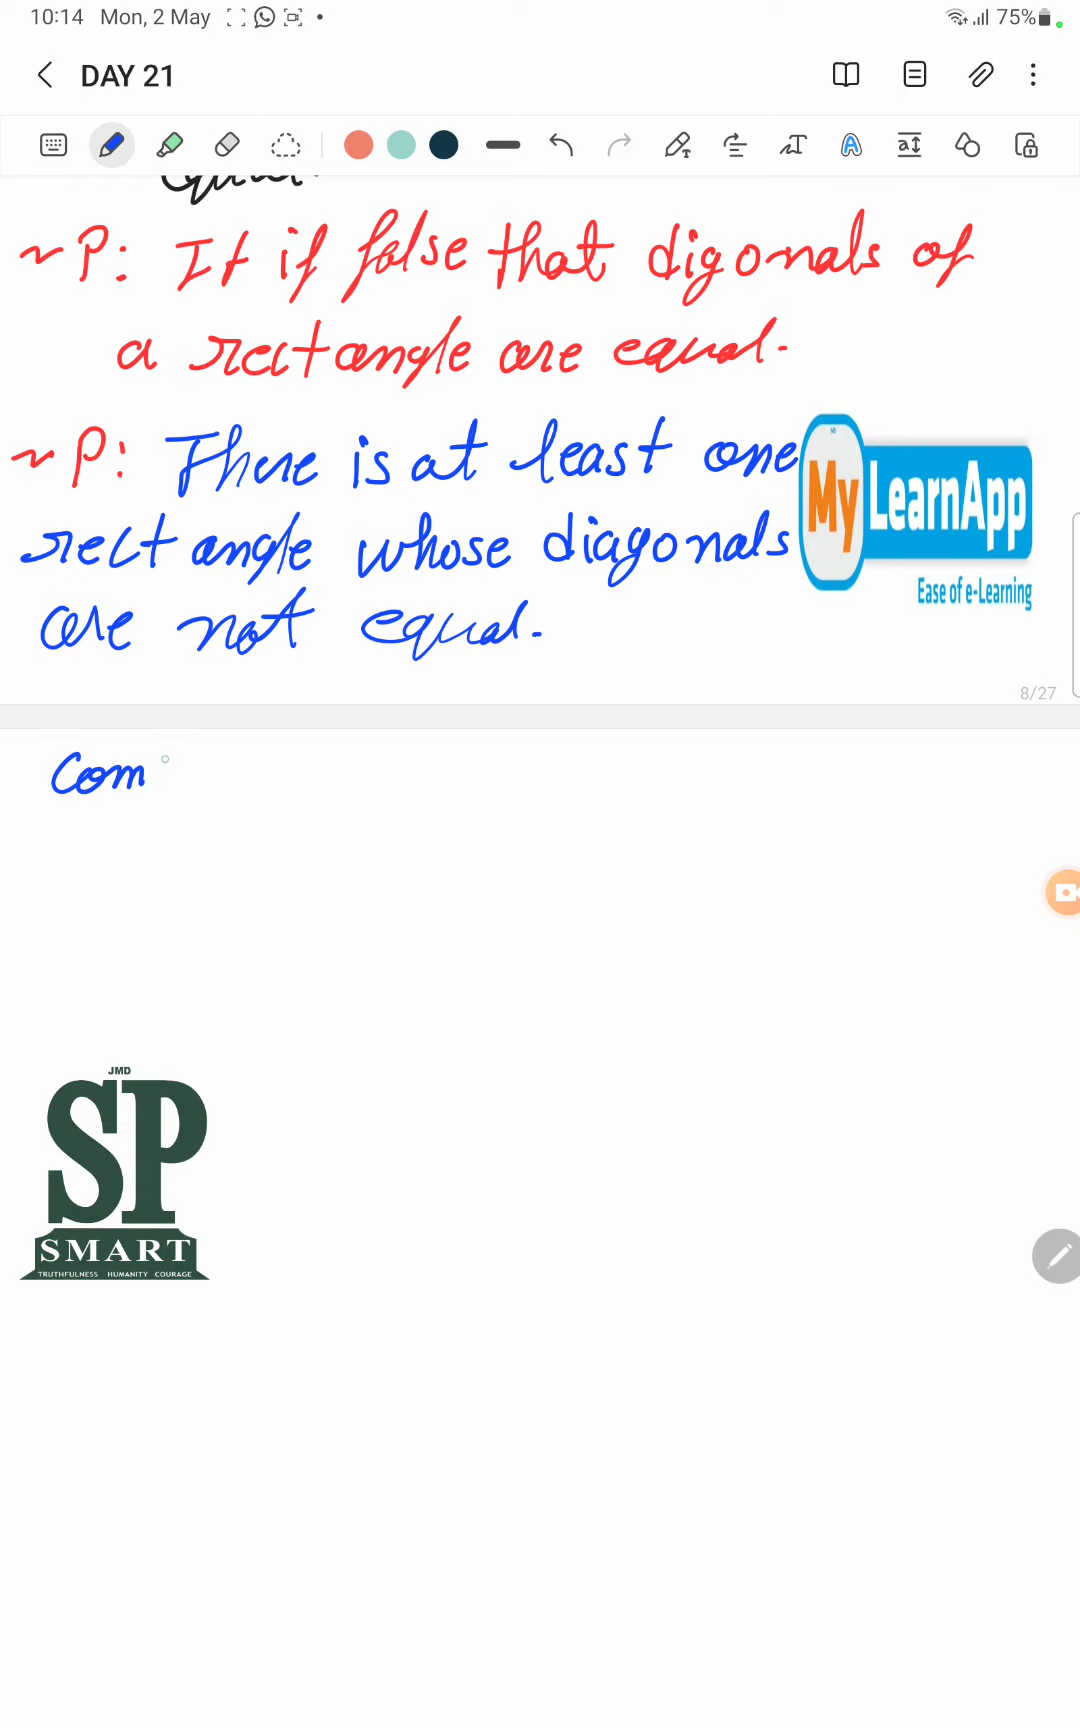 10:14 Mon, 2 May 75%
DAY 21
~P: It if false that digonals of
a rectangle are equal.
~P: There is at least one
rectangle whose diagonals
are not equal.
My LearnApp
Ease of e-Learning
8/27
Com
JMD
SP
SMART
TRUTHFULNESS HUMANITY COURAGE